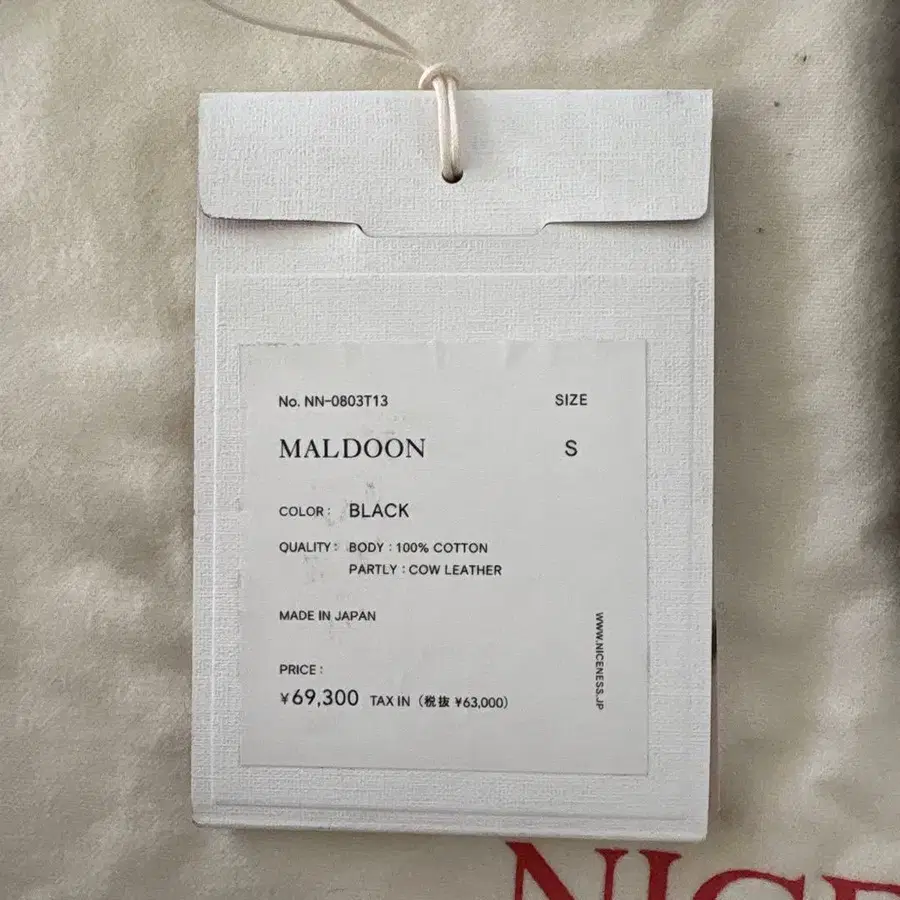 No. NN-0803T13 SIZE
MALDOON S
COLOR: BLACK
QUALITY: BODY : 100% COTTON
PARTLY : COW LEATHER
MADE IN JAPAN
WWW.NICENESS.JP
PRICE:
¥69,300 TAX IN (税抜 ¥63,000)
NICE